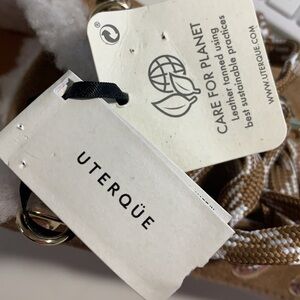 CARE FOR PLANET
Leather tanned using
best sustainable practices
WWW.UTERQUE.COM
UTERQÜE